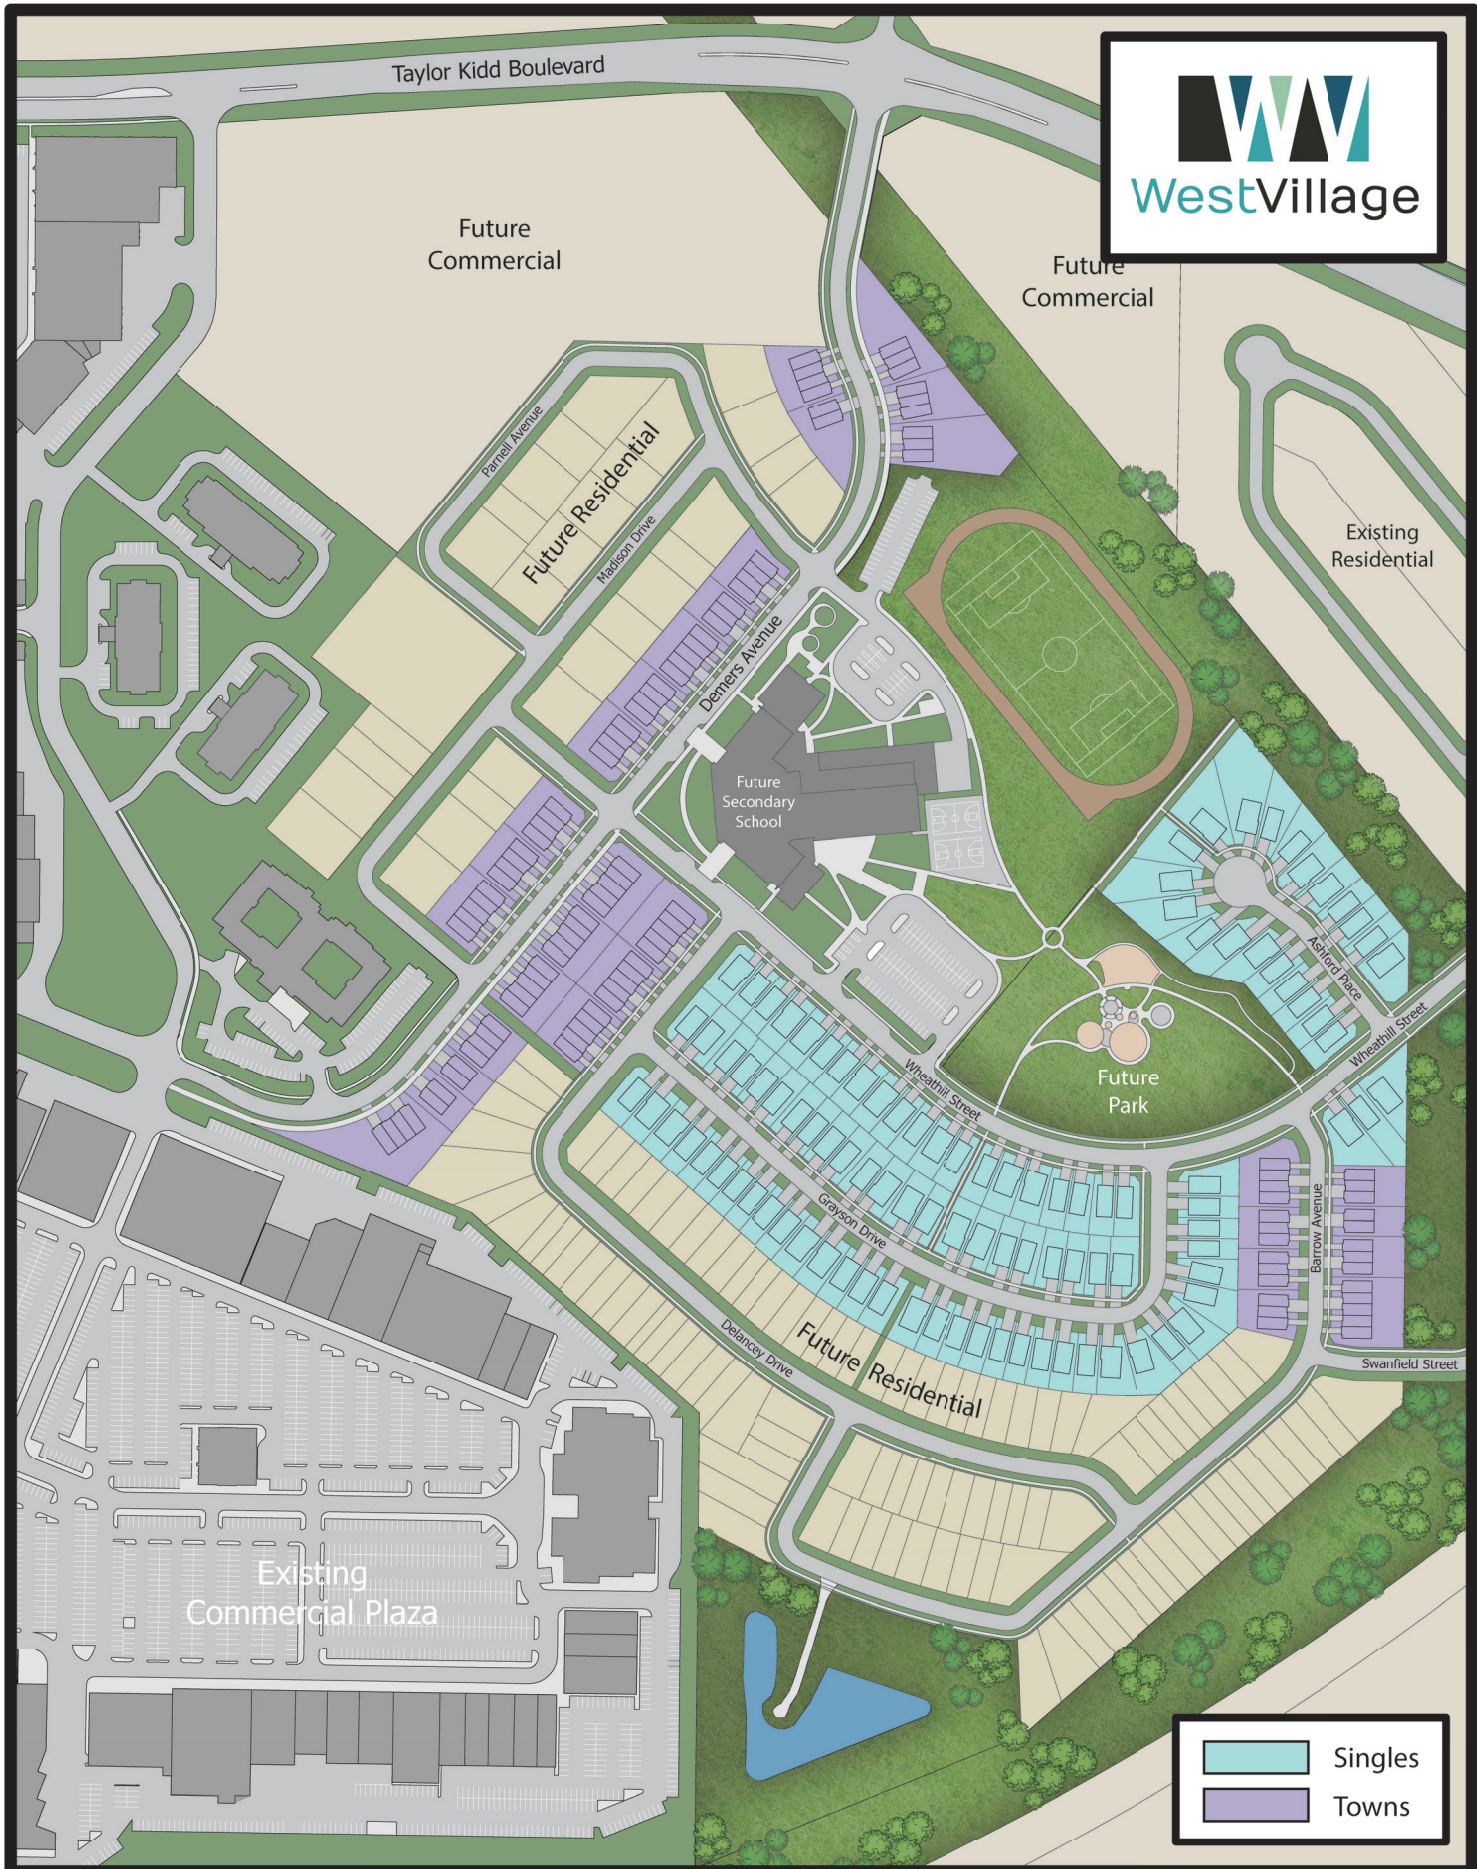 Taylor Kidd Boulevard
WestVillage
Future
Commercial
Future
Commercial
Parnell Avenue
Future Residential
Madison Drive
Existing
Residential
Demers Avenue
Future
Secondary
School
Ashford Place
Wheathill Street
Wheathill Street
Future
Park
Grayson Drive
Barrow Avenue
Delancey Drive
Future Residential
Swanfield Street
Existing
Commercial Plaza
Singles
Towns